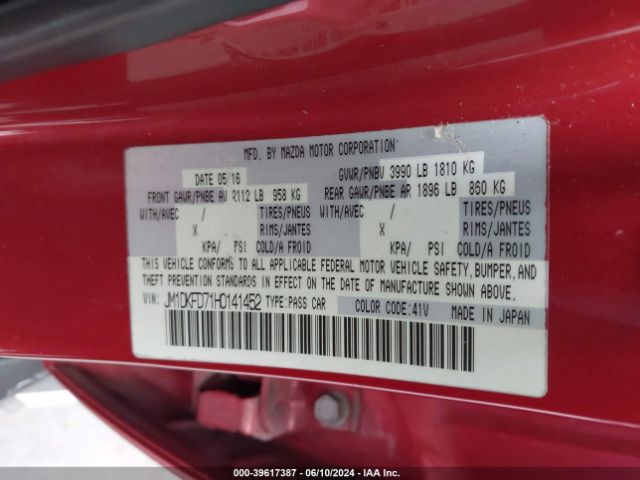 MFD. BY MAZDA MOTOR CORPORATION
DATE 05/16 GVWR/PNBV 3990 LB 1810 KG
FRONT GAWR/PNBE AV 2112 LB 958 KG REAR GAWR/PNBE AR 1896 LB 860 KG
WITH/AVEC / TIRES/PNEUS WITH/AVEC / TIRES/PNEUS
X RIMS/JANTES X RIMS/JANTES
KPA/ PSI COLD/A FROID KPA/ PSI COLD/A FROID
THIS VEHICLE CONFORMS TO ALL APPLICABLE FEDERAL MOTOR VEHICLE SAFETY, BUMPER, AND
THEFT PREVENTION STANDARDS IN EFFECT ON THE DATE OF MANUFACTURE SHOWN ABOVE.
VIN: JM1DKFD71H0141452 TYPE:PASS CAR COLOR CODE:41V MADE IN JAPAN
000-39617387 - 06/10/2024 - IAA Inc.